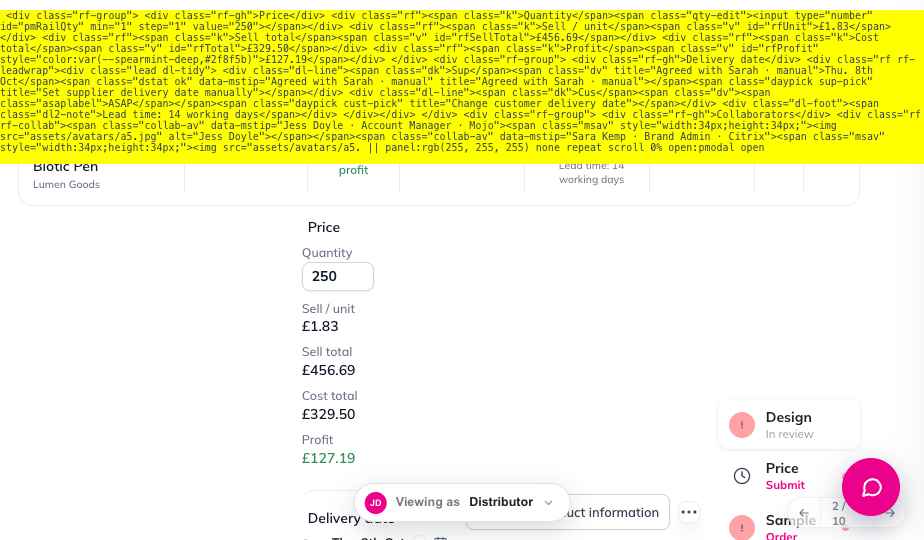 <div class="rf-group"> <div class="rf-gh">Price</div> <div class="rf"><span class="k">Quantity</span><span class="qty-edit"><input type="number"
id="pmRailQty" min="1" step="1" value="250"></span></div> <div class="rf"><span class="k">Sell / unit</span><span class="v" id="rfUnit">£1.83</span>
</div> <div class="rf"><span class="k">Sell total</span><span class="v" id="rfSellTotal">£456.69</span></div> <div class="rf"><span class="k">Cost
total</span><span class="v" id="rfTotal">£329.50</span></div> <div class="rf"><span class="k">Profit</span><span class="v" id="rfProfit"
style="color:var(--spearmint-deep,#2f8f5b)">£127.19</span></div> </div> <div class="rf-group"> <div class="rf-gh">Delivery date</div> <div class="rf rf-
leadwrap"> <div class="lead dl-tidy"> <div class="dl-line"><span class="dk">Sup</span><span class="dv" title="Agreed with Sarah · manual">Thu. 8th
Oct</span><span class="dstat ok" data-mstip="Agreed with Sarah · manual" title="Agreed with Sarah · manual"></span><span class="daypick sup-pick"
title="Set supplier delivery date manually"></span></div> <div class="dl-line"><span class="dk">Cus</span><span class="dv"><span
class="asaplabel">ASAP</span></span><span class="daypick cust-pick" title="Change customer delivery date"></span></div> <div class="dl-foot"><span
class="dl2-note">Lead time: 14 working days</span></div> </div></div> </div> <div class="rf-group"> <div class="rf-gh">Collaborators</div> <div class="rf
rf-collab"><span class="collab-av" data-mstip="Jess Doyle · Account Manager · Mojo"><span class="msav" style="width:34px;height:34px;"><img
src="assets/avatars/a5.jpg" alt="Jess Doyle"></span></span><span class="collab-av" data-mstip="Sara Kemp · Brand Admin · Citrix"><span class="msav"
style="width:34px;height:34px;"><img src="assets/avatars/a5. || panel:rgb(255, 255, 255) none repeat scroll 0% open:pmodal open
Biotic Pen
Lumen Goods
profit
Lead time: 14
working days
Price
Quantity
250
Sell / unit
£1.83
Sell total
£456.69
Cost total
£329.50
Profit
£127.19
Design
In review
Price
Submit
Sample
Order
2 /
10
JD Viewing as Distributor
Delivery date
information